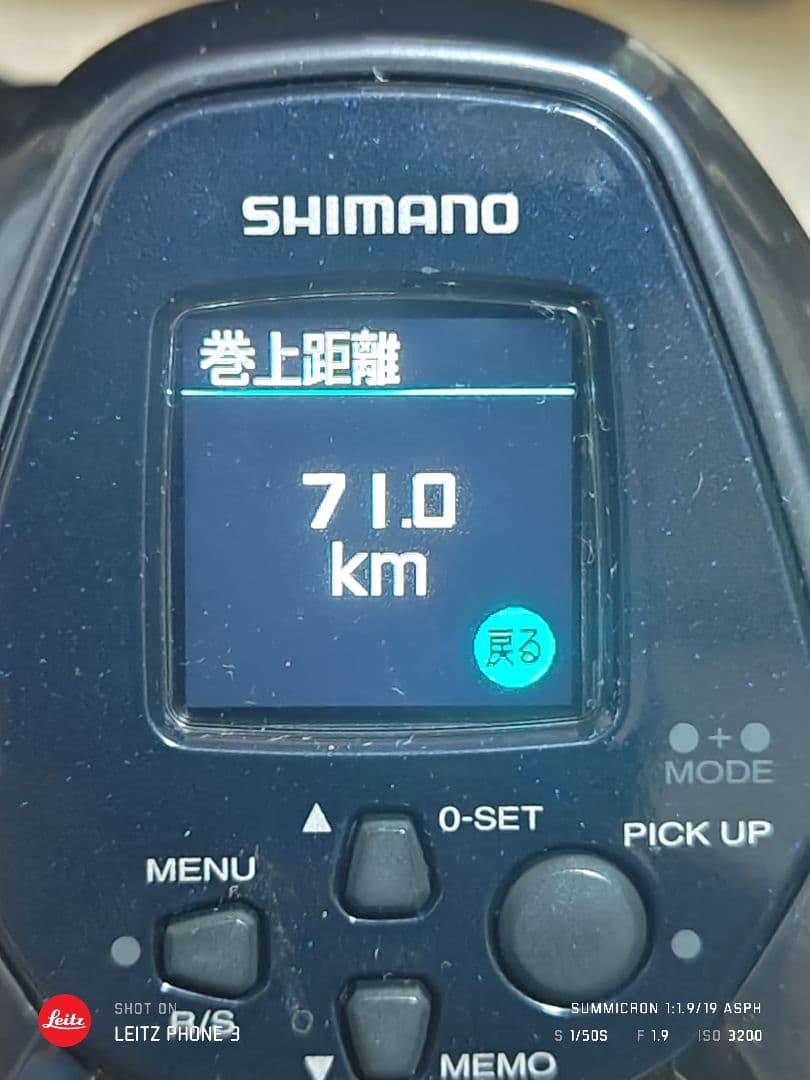 SHIMANO
巻上距離
71.0
km
戻る
+
MODE
▲ 0-SET
PICK UP
MENU
R/S
▼ MEMO
Leitz
SHOT ON
LEITZ PHONE 3
SUMMICRON 1:1.9/19 ASPH
S 1/50S F 1.9 ISO 3200